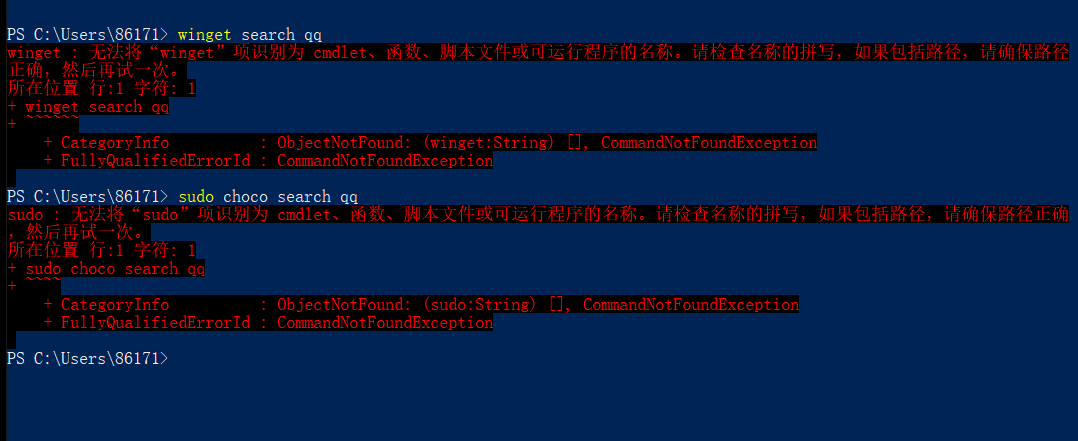 PS C:\Users\86171> winget search qq
winget : 无法将“winget”项识别为 cmdlet、函数、脚本文件或可运行程序的名称。请检查名称的拼写，如果包括路径，请确保路径
正确，然后再试一次。
所在位置 行:1 字符: 1
+ winget search qq
+ ~~~~~~
    + CategoryInfo          : ObjectNotFound: (winget:String) [], CommandNotFoundException
    + FullyQualifiedErrorId : CommandNotFoundException
PS C:\Users\86171> sudo choco search qq
sudo : 无法将“sudo”项识别为 cmdlet、函数、脚本文件或可运行程序的名称。请检查名称的拼写，如果包括路径，请确保路径正确
，然后再试一次。
所在位置 行:1 字符: 1
+ sudo choco search qq
+ ~~~~
    + CategoryInfo          : ObjectNotFound: (sudo:String) [], CommandNotFoundException
    + FullyQualifiedErrorId : CommandNotFoundException
PS C:\Users\86171>